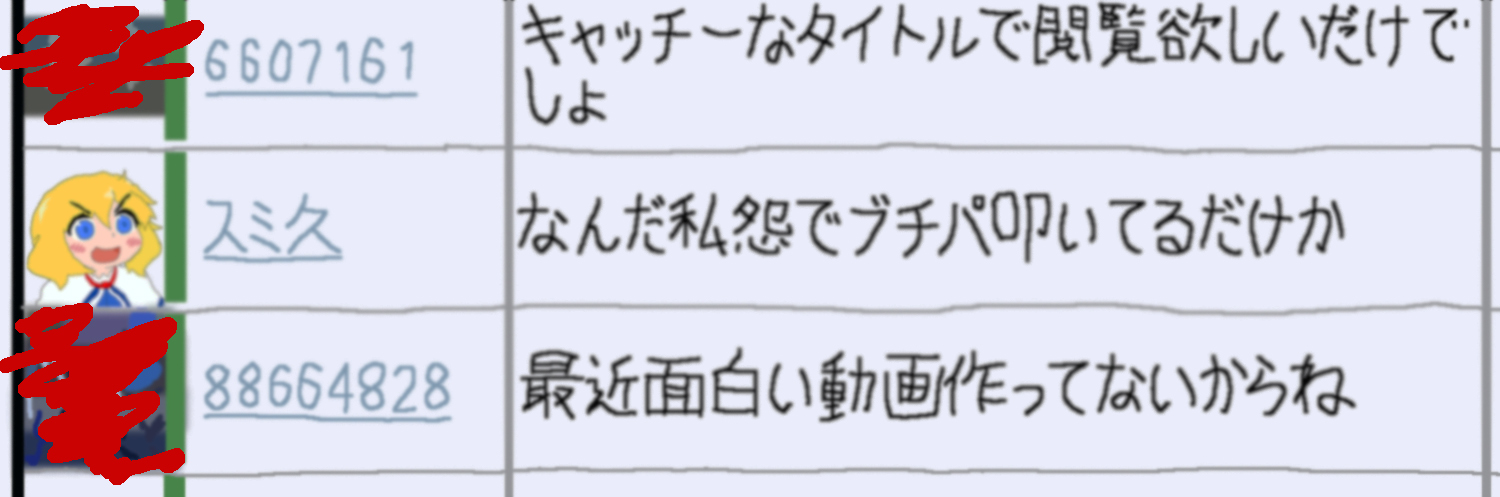 6607161
キャッチーなタイトルで閲覧欲しいだけで
しょ
スミ久
なんだ私怨でブチパ叩いてるだけか
88664828
最近面白い動画作ってないからね